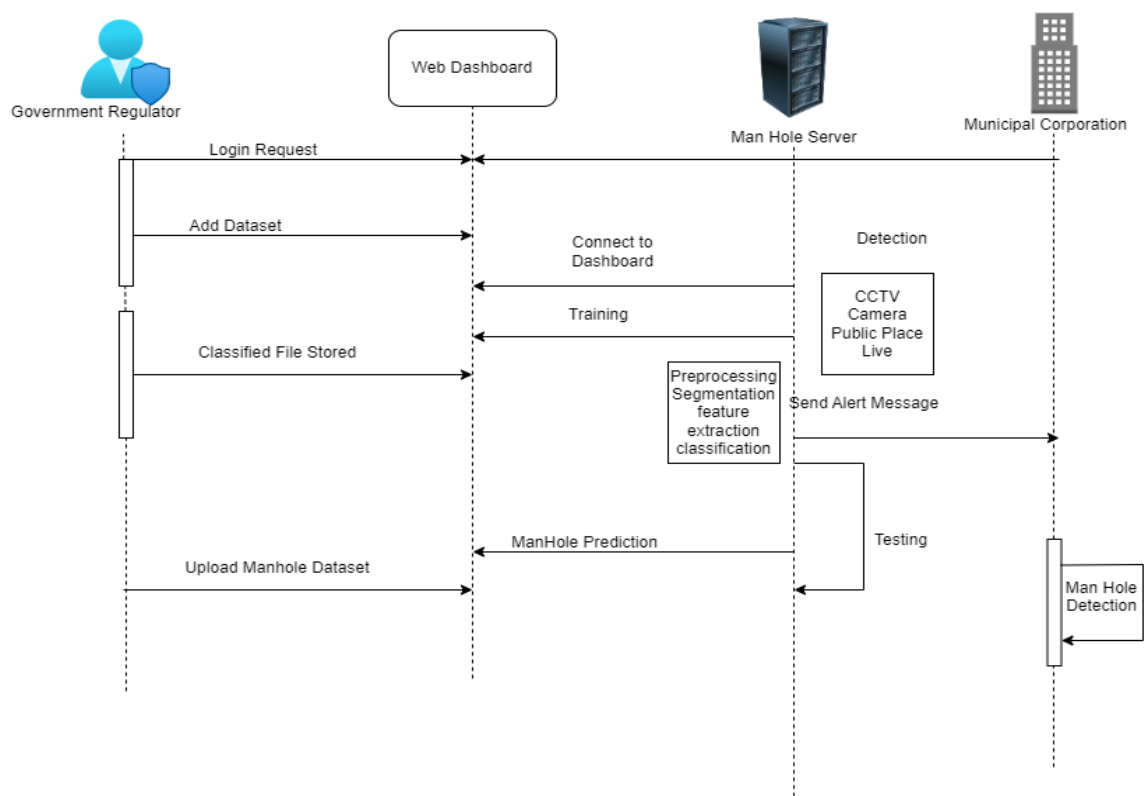 Web Dashboard
Government Regulator
Man Hole Server
Municipal Corporation
Login Request
Add Dataset
Connect to
Dashboard
Detection
CCTV
Camera
Public Place
Live
Training
Classified File Stored
Preprocessing
Segmentation
feature
extraction
classification
Send Alert Message
ManHole Prediction
Testing
Upload Manhole Dataset
Man Hole
Detection